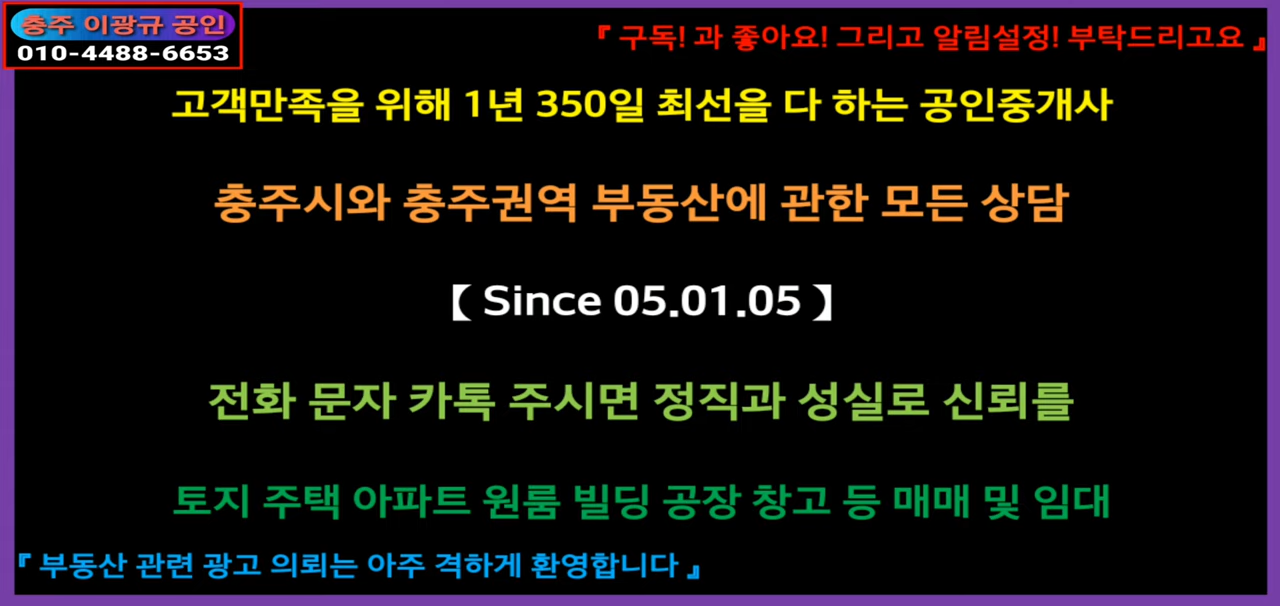 충주 이광규 공인
010-4488-6653
『 구독! 과 좋아요! 그리고 알림설정! 부탁드리고요 』
고객만족을 위해 1년 350일 최선을 다 하는 공인중개사
충주시와 충주권역 부동산에 관한 모든 상담
【 Since 05.01.05 】
전화 문자 카톡 주시면 정직과 성실로 신뢰를
토지 주택 아파트 원룸 빌딩 공장 창고 등 매매 및 임대
『 부동산 관련 광고 의뢰는 아주 격하게 환영합니다 』